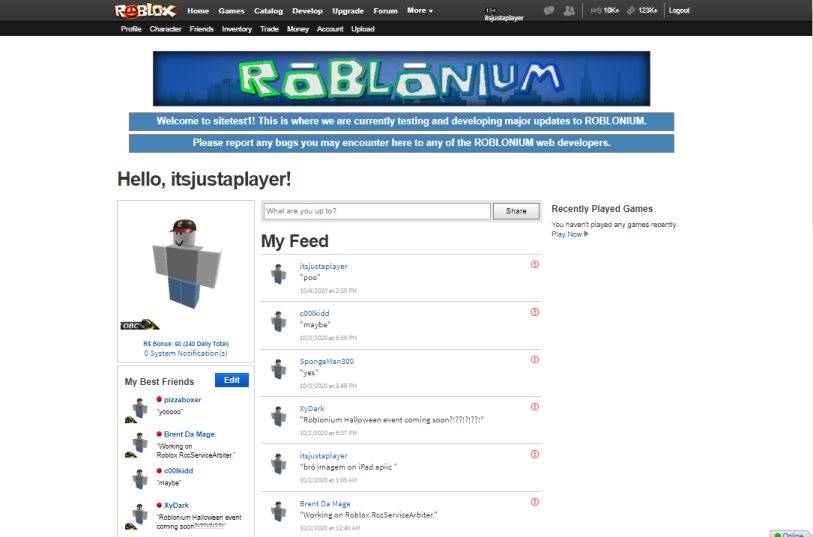 ROBLOX Home Games Catalog Develop Upgrade Forum More ▾ 13+ itsjustaplayer R$ 10K+ 123K+ Logout
Profile Character Friends Inventory Trade Money Account Upload
RŌBLŌNIUM
Welcome to sitetest1! This is where we are currently testing and developing major updates to ROBLONIUM.
Please report any bugs you may encounter here to any of the ROBLONIUM web developers.
Hello, itsjustaplayer!
OBC
R$ Bonus: 60 (240 Daily Total)
0 System Notification(s)
My Best Friends Edit
pizzaboxer
"yooooo"
Brent Da Mage
"Working on
Roblox.RccServiceArbiter."
c00lkidd
"maybe"
XyDark
"Roblonium Halloween event
coming soon?!??!?!??!"
What are you up to? Share
My Feed
itsjustaplayer
"poo"
10/4/2020 at 2:30 PM
c00lkidd
"maybe"
10/3/2020 at 6:58 PM
SpongeMan300
"yes"
10/3/2020 at 5:48 PM
XyDark
"Roblonium Halloween event coming soon?!??!?!??!"
10/2/2020 at 6:37 PM
itsjustaplayer
"bró imagem on iPad epiic "
10/2/2020 at 1:05 AM
Brent Da Mage
"Working on Roblox.RccServiceArbiter."
10/2/2020 at 12:40 AM
Recently Played Games
You haven't played any games recently.
Play Now
Online